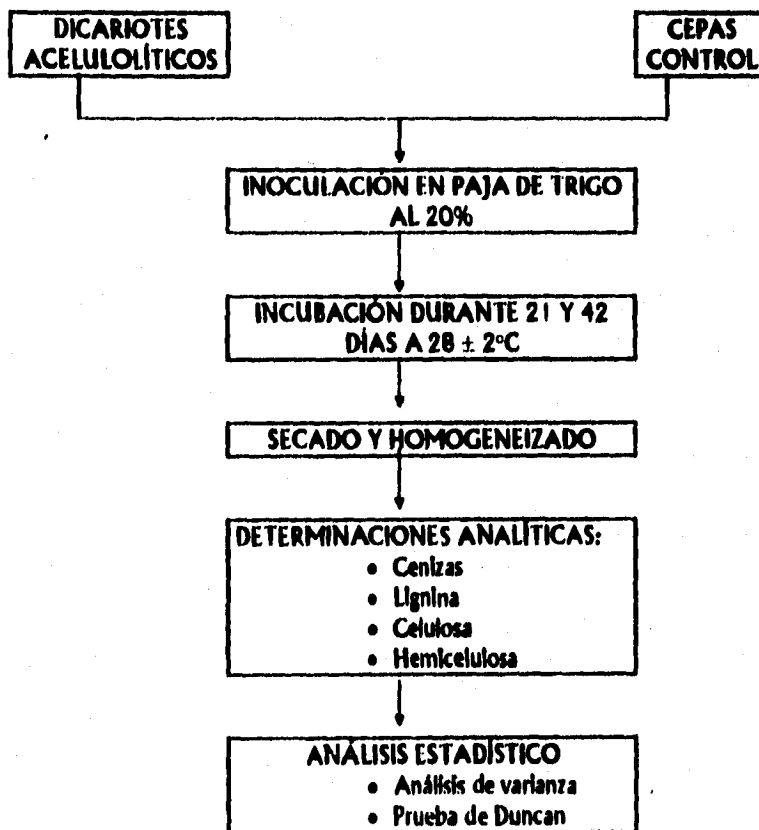 DICARIOTES
ACELULOLÍTICOS
CEPAS
CONTROL
INOCULACIÓN EN PAJA DE TRIGO
AL 20%
INCUBACIÓN DURANTE 21 Y 42
DÍAS A 28 ± 2°C
SECADO Y HOMOGENEIZADO
DETERMINACIONES ANALÍTICAS:
• Cenizas
• Lignina
• Celulosa
• Hemicelulosa
ANÁLISIS ESTADÍSTICO
• Análisis de varianza
• Prueba de Duncan